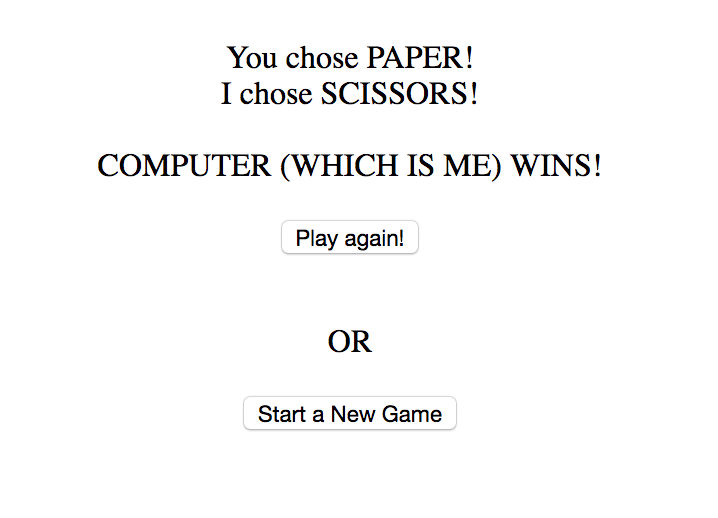 You chose PAPER!
I chose SCISSORS!
COMPUTER (WHICH IS ME) WINS!
Play again!
OR
Start a New Game